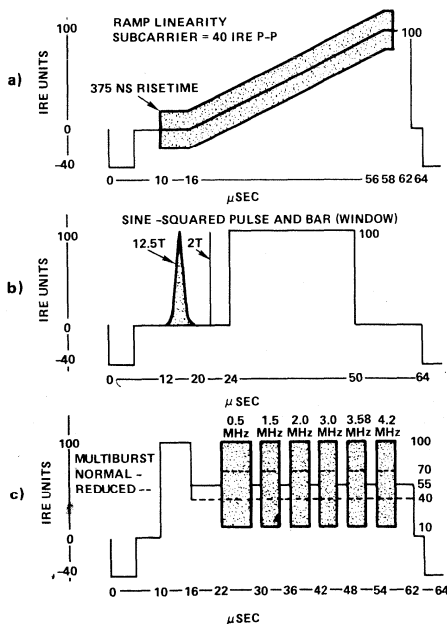 RAMP LINEARITY
SUBCARRIER = 40 IRE P-P
a)
IRE UNITS
100
0
-40
375 NS RISETIME
100
0 10 16 56 58 62 64
μSEC
SINE -SQUARED PULSE AND BAR (WINDOW)
b)
IRE UNITS
100
0
-40
12.5T 2T
100
0 12 20 24 50 64
μSEC
0.5 MHz
1.5 MHz
2.0 MHz
3.0 MHz
3.58 MHz
4.2 MHz
c)
IRE UNITS
100
0
-40
MULTIBURST
NORMAL –
REDUCED ---
100
70
55
40
10
0 10 16 22 30 36 42 48 54 62 64
μSEC